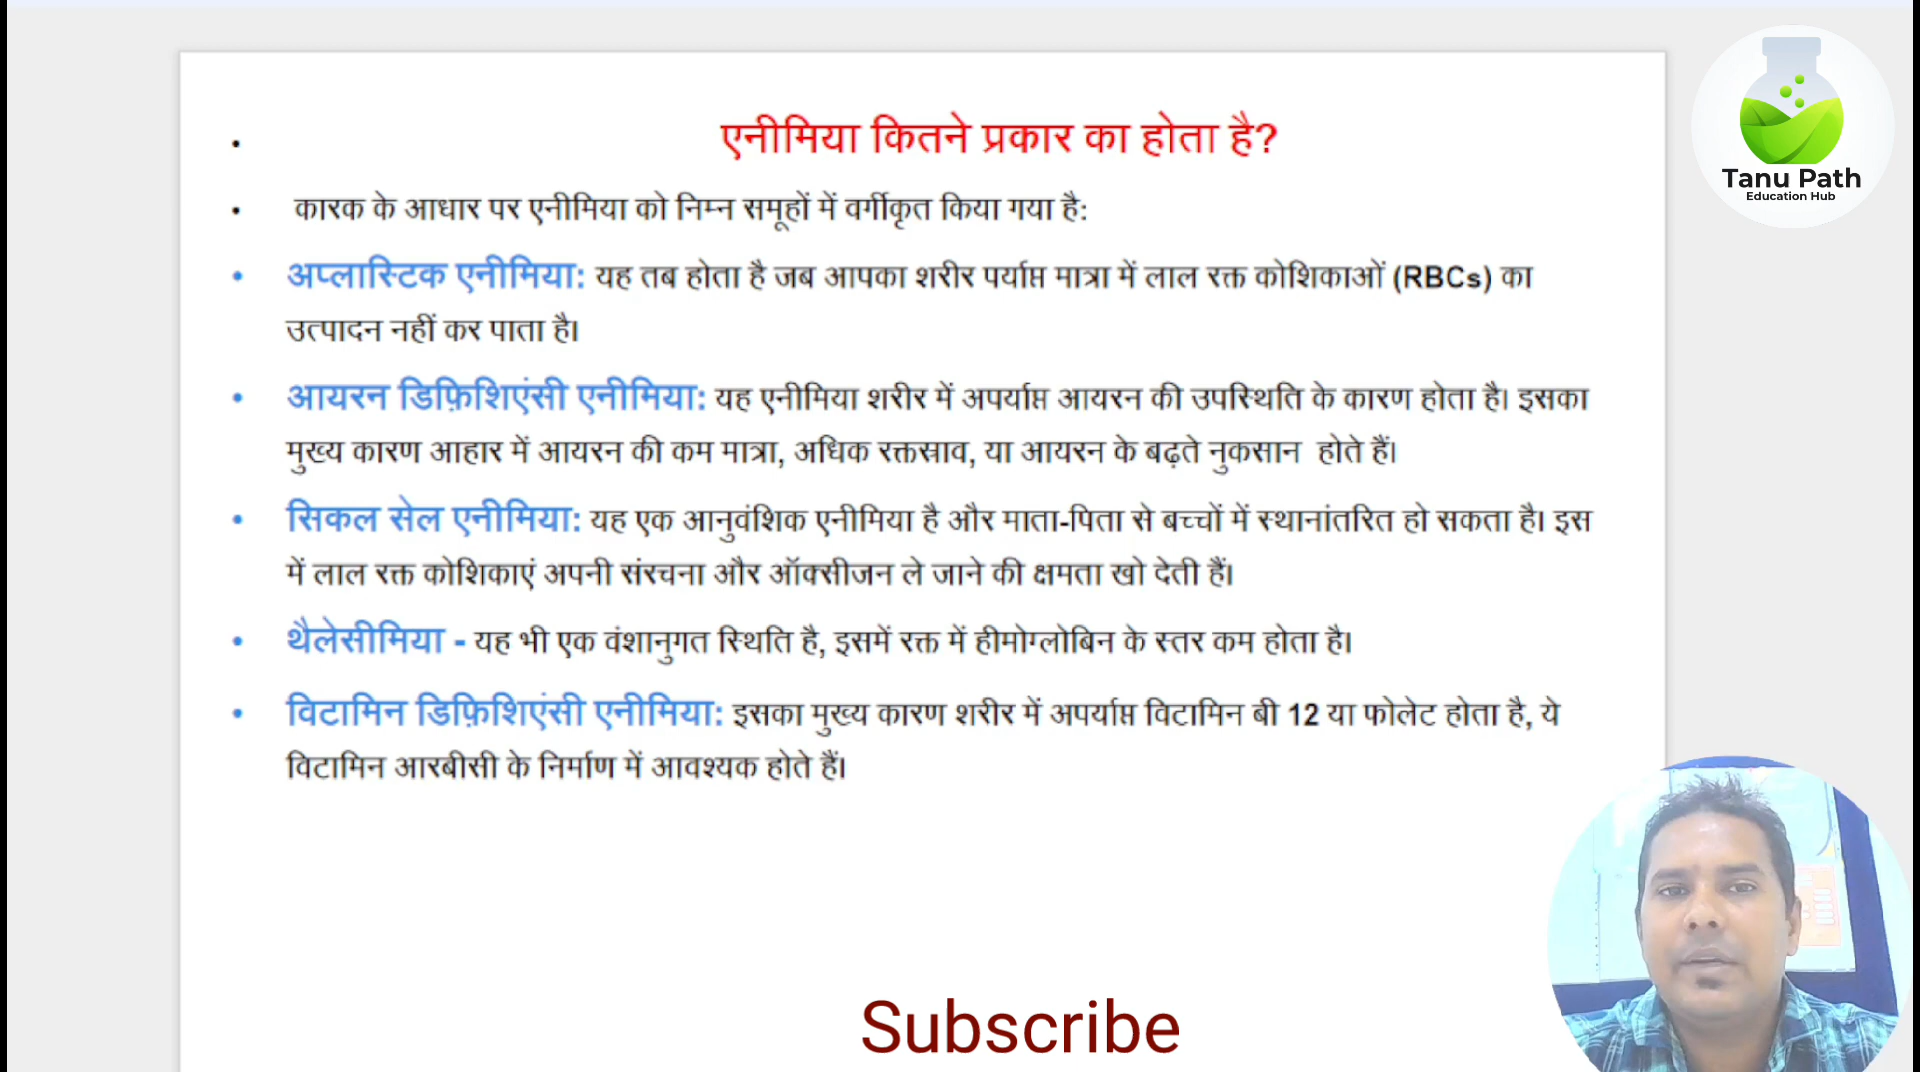 एनीमिया कितने प्रकार का होता है?
कारक के आधार पर एनीमिया को निम्न समूहों में वर्गीकृत किया गया है:
अप्लास्टिक एनीमिया: यह तब होता है जब आपका शरीर पर्याप्त मात्रा में लाल रक्त कोशिकाओं (RBCs) का
उत्पादन नहीं कर पाता है।
आयरन डिफ़िशिएंसी एनीमिया: यह एनीमिया शरीर में अपर्याप्त आयरन की उपस्थिति के कारण होता है। इसका
मुख्य कारण आहार में आयरन की कम मात्रा, अधिक रक्तस्राव, या आयरन के बढ़ते नुकसान होते हैं।
सिकल सेल एनीमिया: यह एक आनुवंशिक एनीमिया है और माता-पिता से बच्चों में स्थानांतरित हो सकता है। इस
में लाल रक्त कोशिकाएं अपनी संरचना और ऑक्सीजन ले जाने की क्षमता खो देती हैं।
थैलेसीमिया - यह भी एक वंशानुगत स्थिति है, इसमें रक्त में हीमोग्लोबिन के स्तर कम होता है।
विटामिन डिफ़िशिएंसी एनीमिया: इसका मुख्य कारण शरीर में अपर्याप्त विटामिन बी 12 या फोलेट होता है, ये
विटामिन आरबीसी के निर्माण में आवश्यक होते हैं।
Tanu Path
Education Hub
Subscribe